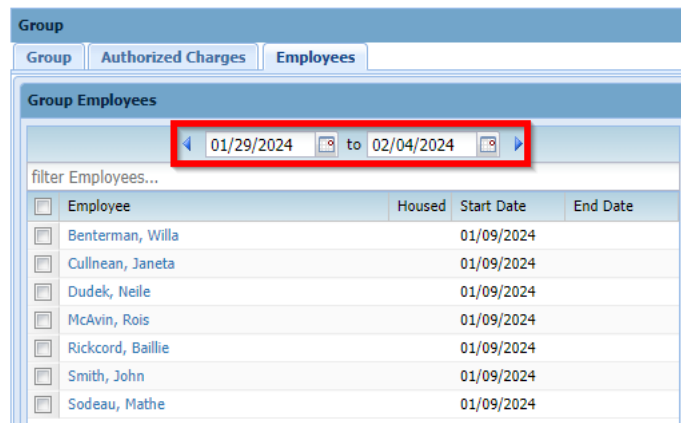 Group
Group Authorized Charges Employees
Group Employees
01/29/2024 to 02/04/2024
filter Employees...
Employee Housed Start Date End Date
Benterman, Willa 01/09/2024
Cullnean, Janeta 01/09/2024
Dudek, Neile 01/09/2024
McAvin, Rois 01/09/2024
Rickcord, Baillie 01/09/2024
Smith, John 01/09/2024
Sodeau, Mathe 01/09/2024